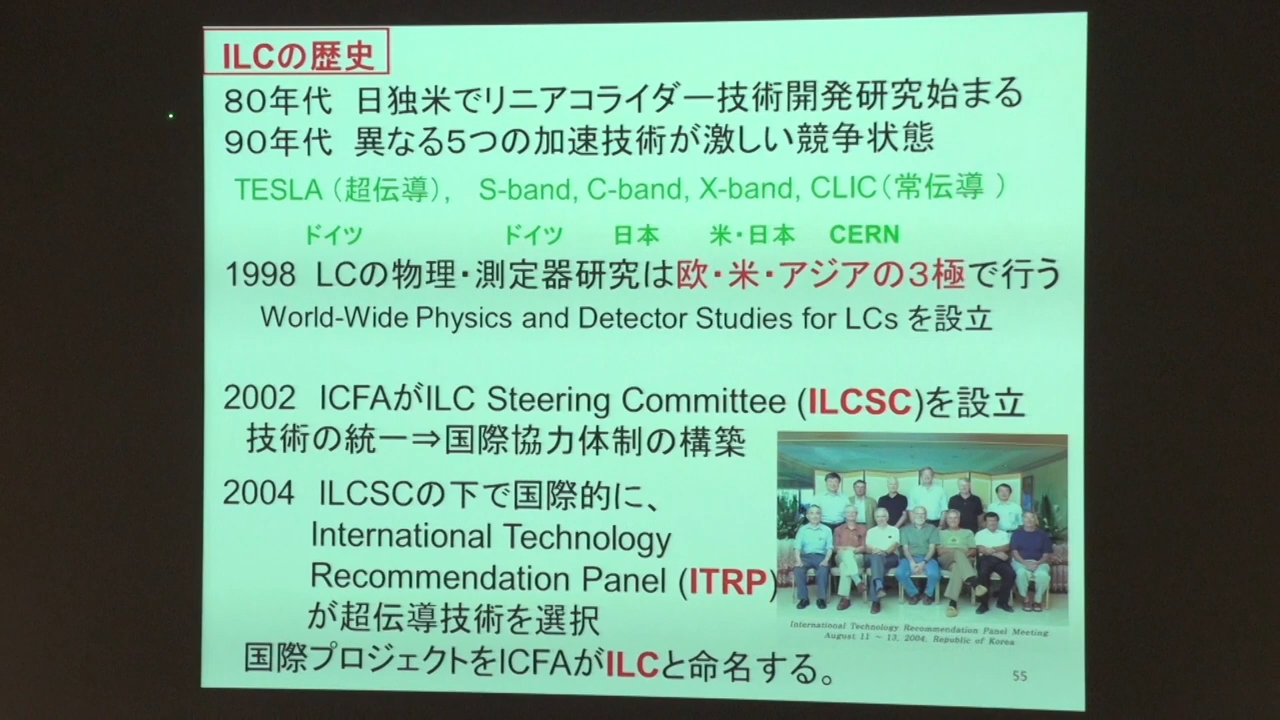 ILCの歴史
80年代 日独米でリニアコライダー技術開発研究始まる
90年代 異なる5つの加速技術が激しい競争状態
TESLA（超伝導）, S-band, C-band, X-band, CLIC（常伝導 ）
ドイツ ドイツ 日本 米・日本 CERN
1998 LCの物理・測定器研究は欧・米・アジアの3極で行う
World-Wide Physics and Detector Studies for LCs を設立
2002 ICFAがILC Steering Committee (ILCSC)を設立
技術の統一⇒国際協力体制の構築
2004 ILCSCの下で国際的に、
International Technology
Recommendation Panel (ITRP)
が超伝導技術を選択
国際プロジェクトをICFAがILCと命名する。
International Technology Recommendation Panel Meeting
August 11 ~ 13, 2004, Republic of Korea
55